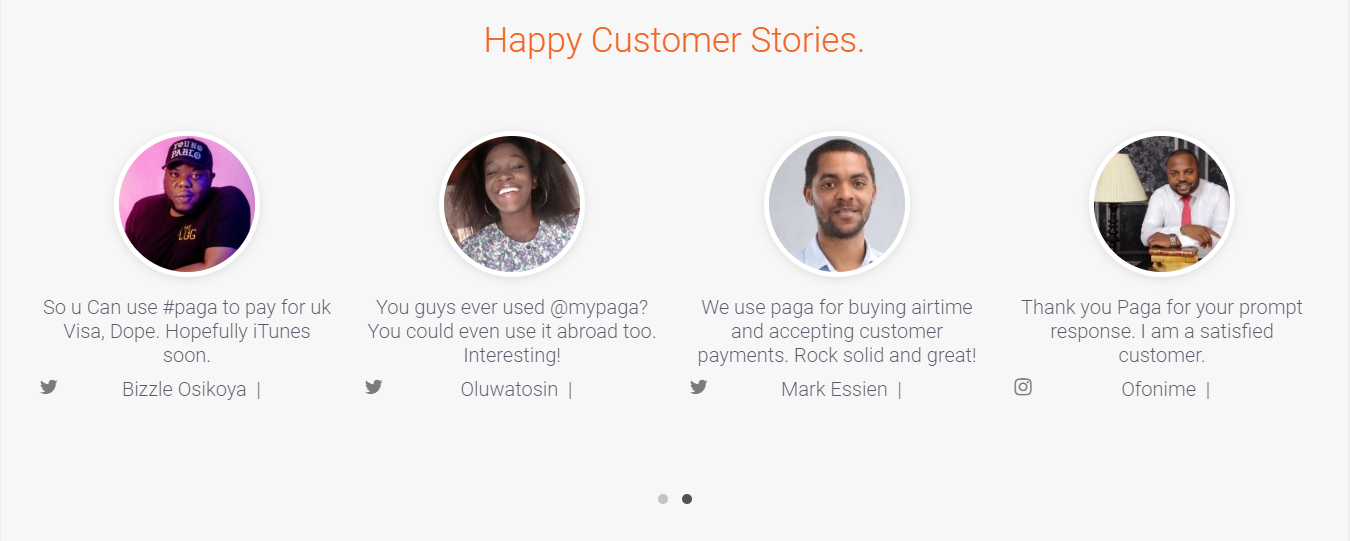 Happy Customer Stories.
YOUNG
PABLO
So u Can use #paga to pay for uk
Visa, Dope. Hopefully iTunes
soon.
Bizzle Osikoya |
You guys ever used @mypaga?
You could even use it abroad too.
Interesting!
Oluwatosin |
We use paga for buying airtime
and accepting customer
payments. Rock solid and great!
Mark Essien |
Thank you Paga for your prompt
response. I am a satisfied
customer.
Ofonime |